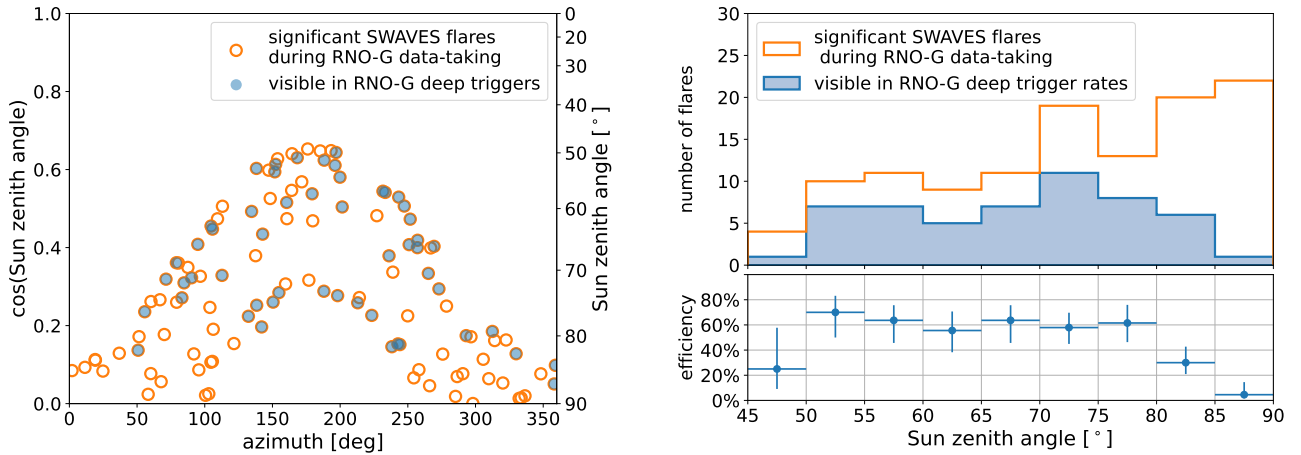 significant SWAVES flares
during RNO-G data-taking
visible in RNO-G deep triggers
cos(Sun zenith angle)
1.0
0.8
0.6
0.4
0.2
0.0
0 50 100 150 200 250 300 350
azimuth [deg]
0
20
30
40
50
60
70
80
90
Sun zenith angle [°]
significant SWAVES flares
during RNO-G data-taking
visible in RNO-G deep trigger rates
number of flares
30
25
20
15
10
5
0
efficiency
80%
60%
40%
20%
0%
45 50 55 60 65 70 75 80 85 90
Sun zenith angle [°]